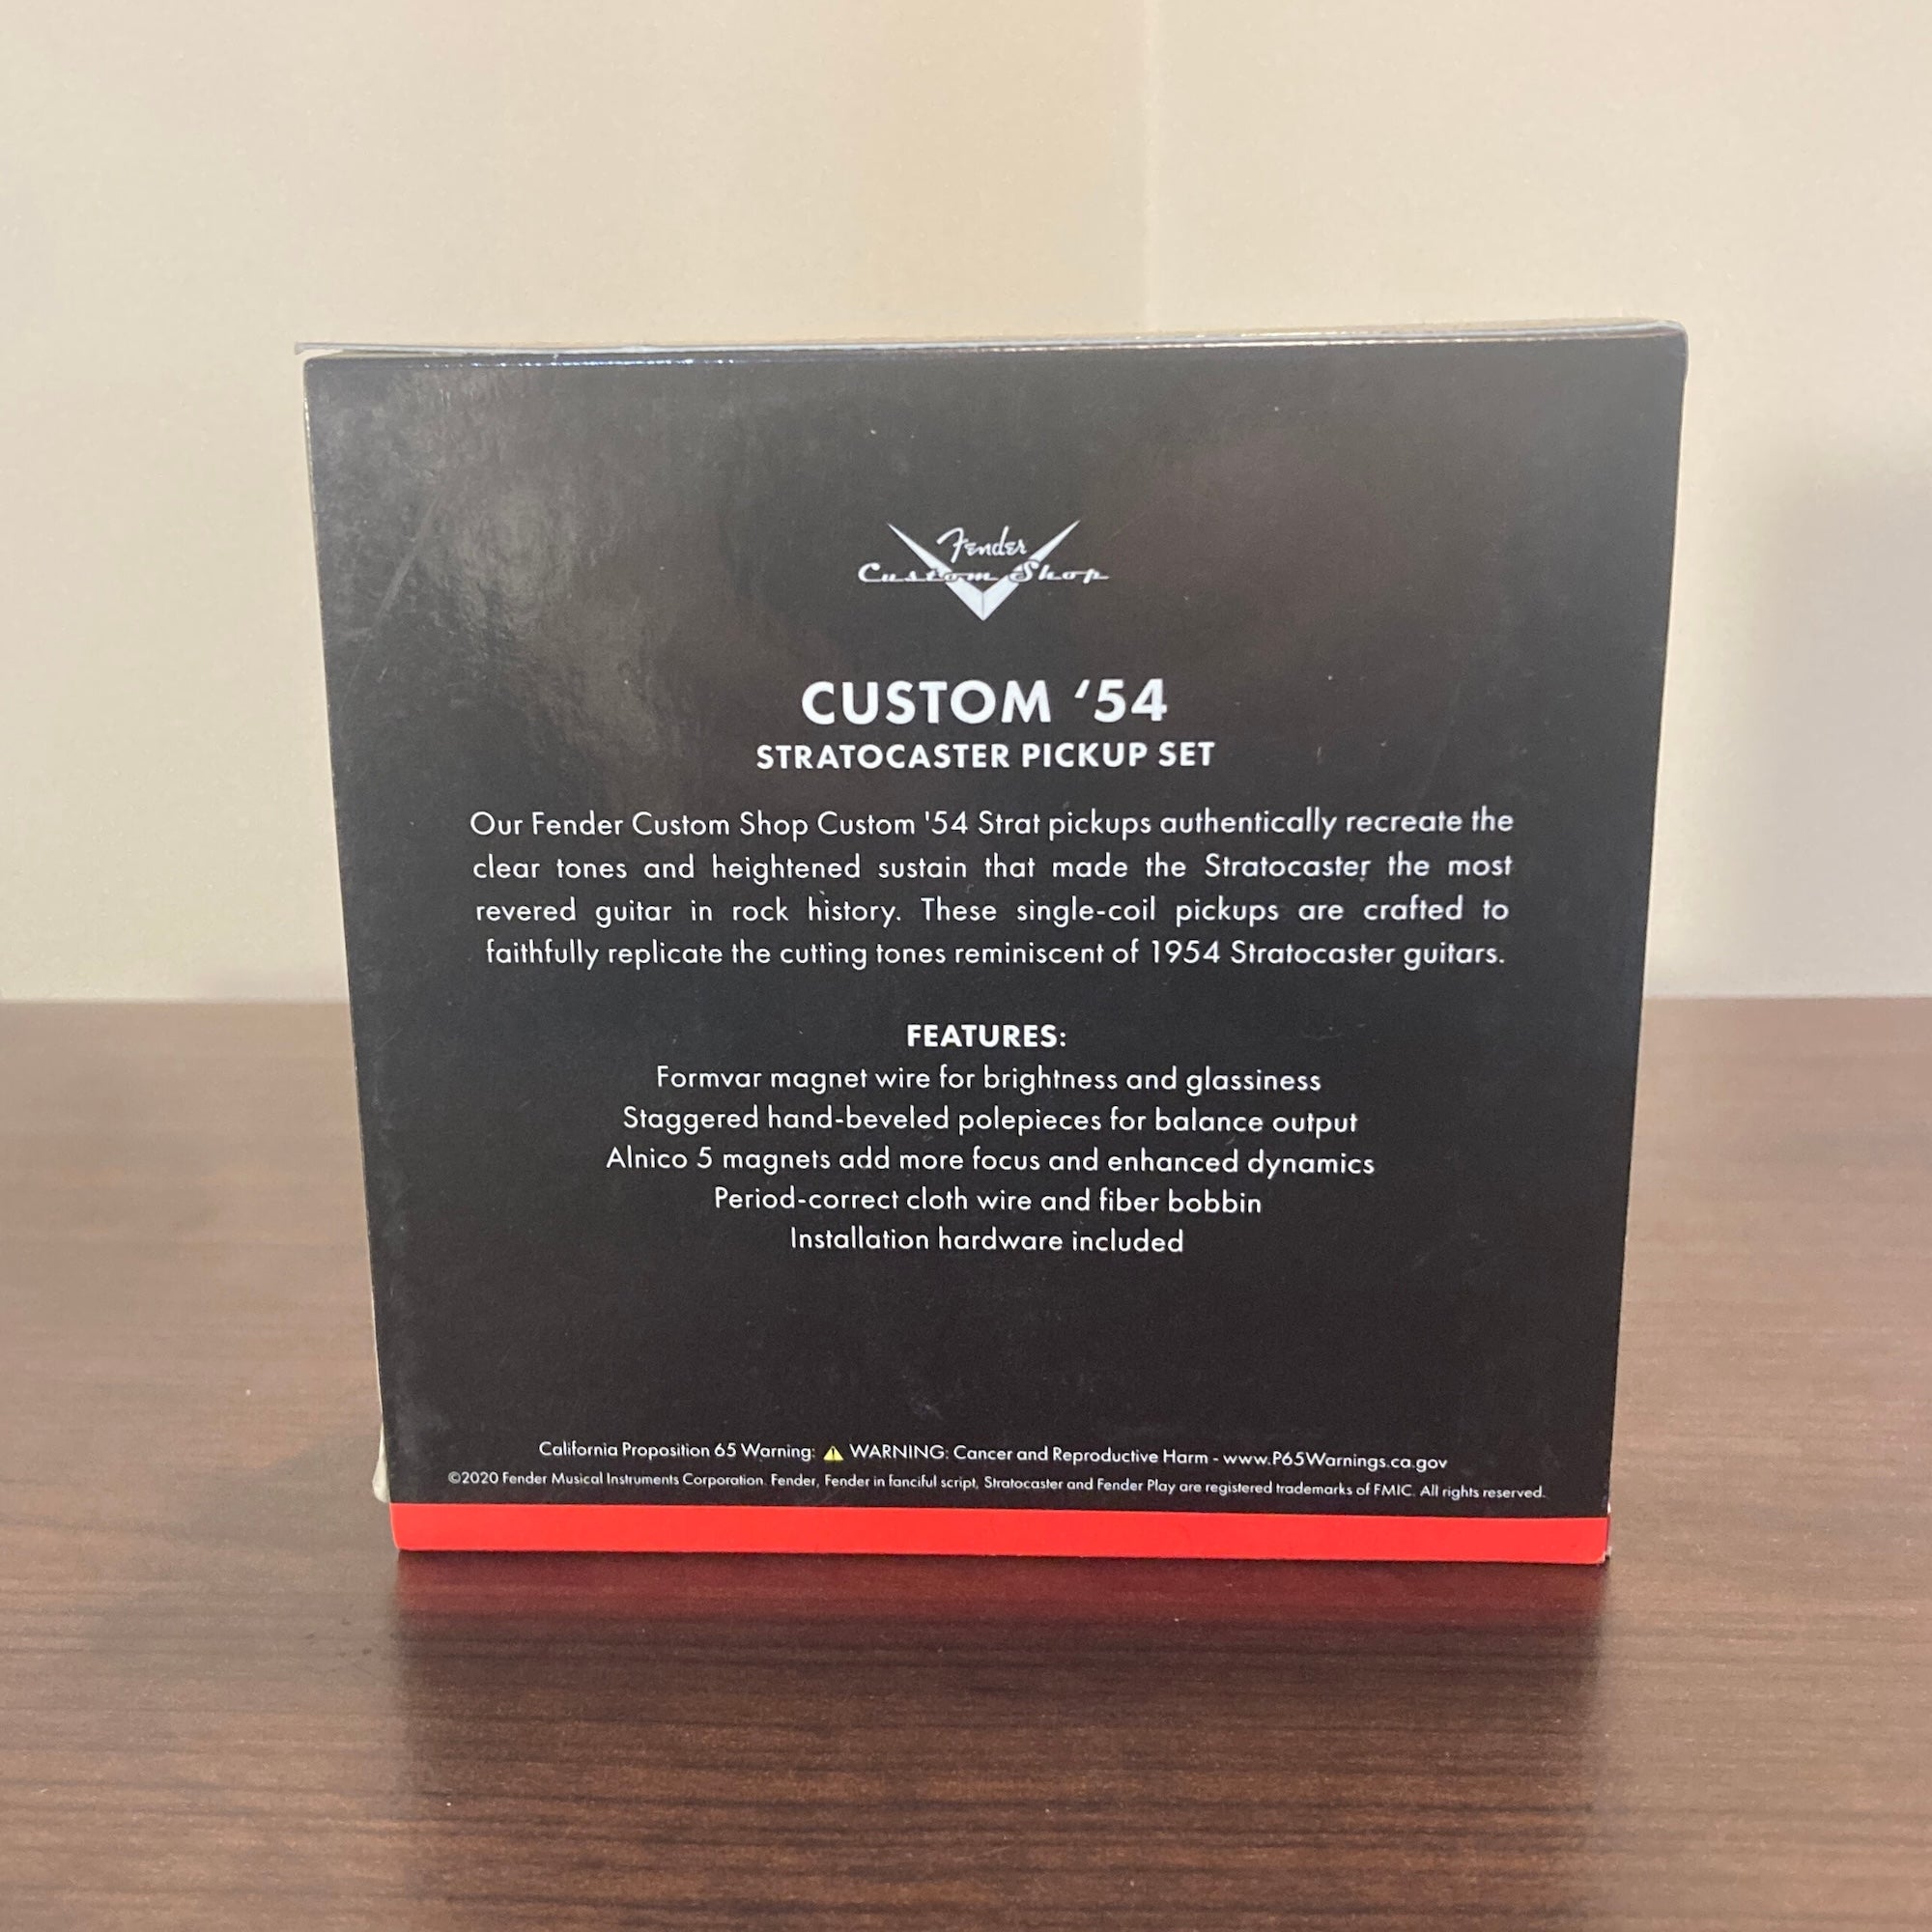 Fender
Custom Shop
CUSTOM ‘54
STRATOCASTER PICKUP SET
Our Fender Custom Shop Custom '54 Strat pickups authentically recreate the
clear tones and heightened sustain that made the Stratocaster the most
revered guitar in rock history. These single-coil pickups are crafted to
faithfully replicate the cutting tones reminiscent of 1954 Stratocaster guitars.
FEATURES:
Formvar magnet wire for brightness and glassiness
Staggered hand-beveled polepieces for balance output
Alnico 5 magnets add more focus and enhanced dynamics
Period-correct cloth wire and fiber bobbin
Installation hardware included
California Proposition 65 Warning: ⚠ WARNING: Cancer and Reproductive Harm - www.P65Warnings.ca.gov
©2020 Fender Musical Instruments Corporation. Fender, Fender in fanciful script, Stratocaster and Fender Play are registered trademarks of FMIC. All rights reserved.